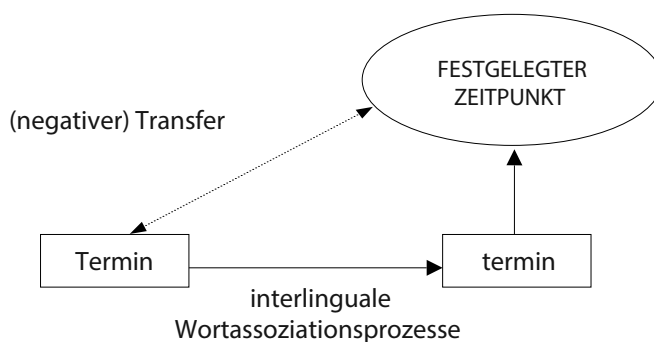 FESTGELEGTER
ZEITPUNKT
(negativer) Transfer
Termin
termin
interlinguale
Wortassoziationsprozesse